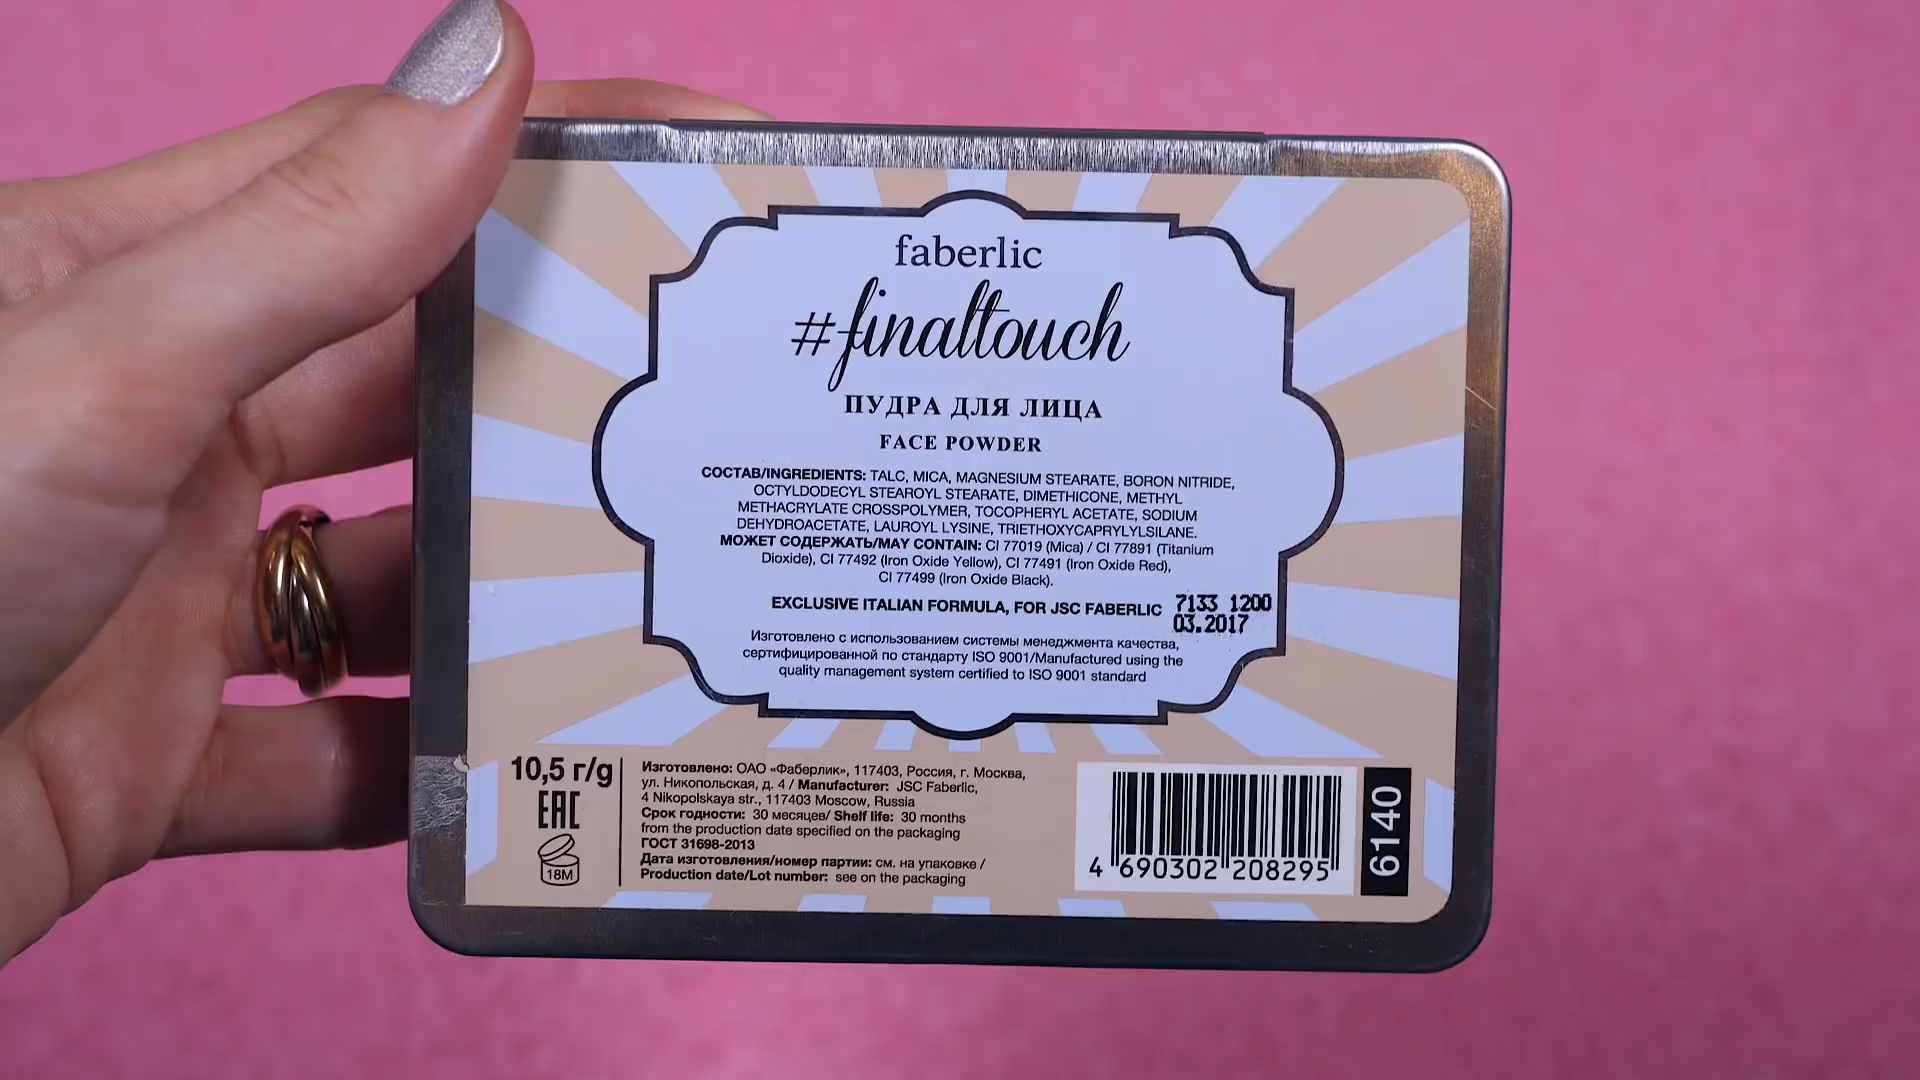 faberlic
#finaltouch
ПУДРА ДЛЯ ЛИЦА
FACE POWDER
СОСТАВ/INGREDIENTS: TALC, MICA, MAGNESIUM STEARATE, BORON NITRIDE,
OCTYLDODECYL STEAROYL STEARATE, DIMETHICONE, METHYL
METHACRYLATE CROSSPOLYMER, TOCOPHERYL ACETATE, SODIUM
DEHYDROACETATE, LAUROYL LYSINE, TRIETHOXYCAPRYLYLSILANE.
МОЖЕТ СОДЕРЖАТЬ/MAY CONTAIN: CI 77019 (Mica) / CI 77891 (Titanium
Dioxide), CI 77492 (Iron Oxide Yellow), CI 77491 (Iron Oxide Red),
CI 77499 (Iron Oxide Black).
EXCLUSIVE ITALIAN FORMULA, FOR JSC FABERLIC
7133 1200
03.2017
Изготовлено с использованием системы менеджмента качества,
сертифицированной по стандарту ISO 9001/Manufactured using the
quality management system certified to ISO 9001 standard
10,5 г/g
EAC
18M
Изготовлено: ОАО «Фаберлик», 117403, Россия, г. Москва,
ул. Никопольская, д. 4 / Manufacturer: JSC Faberlic,
4 Nikopolskaya str., 117403 Moscow, Russia
Срок годности: 30 месяцев/ Shelf life: 30 months
from the production date specified on the packaging
ГОСТ 31698-2013
Дата изготовления/номер партии: см. на упаковке /
Production date/Lot number: see on the packaging
4 690302 208295
6140